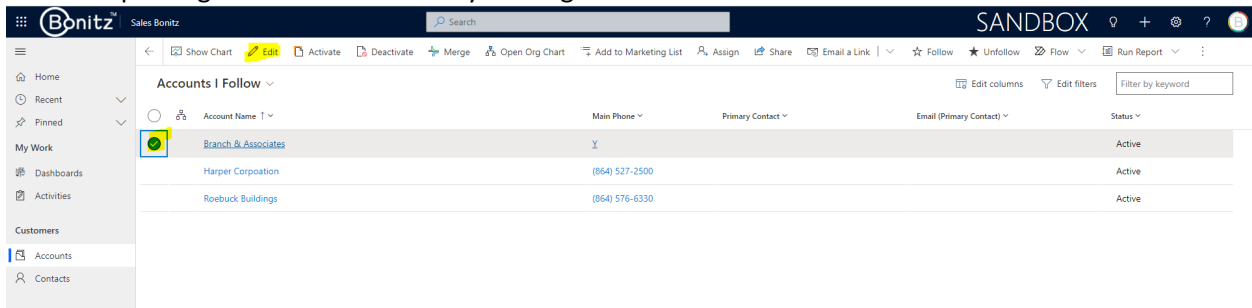 Bonitz™ Sales Bonitz Search SANDBOX ? B
Show Chart Edit Activate Deactivate Merge Open Org Chart Add to Marketing List Assign Share Email a Link Follow Unfollow Flow Run Report
Home
Recent
Pinned
My Work
Dashboards
Activities
Customers
Accounts
Contacts
Accounts I Follow Edit columns Edit filters Filter by keyword
Account Name ↑ Main Phone Primary Contact Email (Primary Contact) Status
Branch & Associates Y Active
Harper Corpoation (864) 527-2500 Active
Roebuck Buildings (864) 576-6330 Active